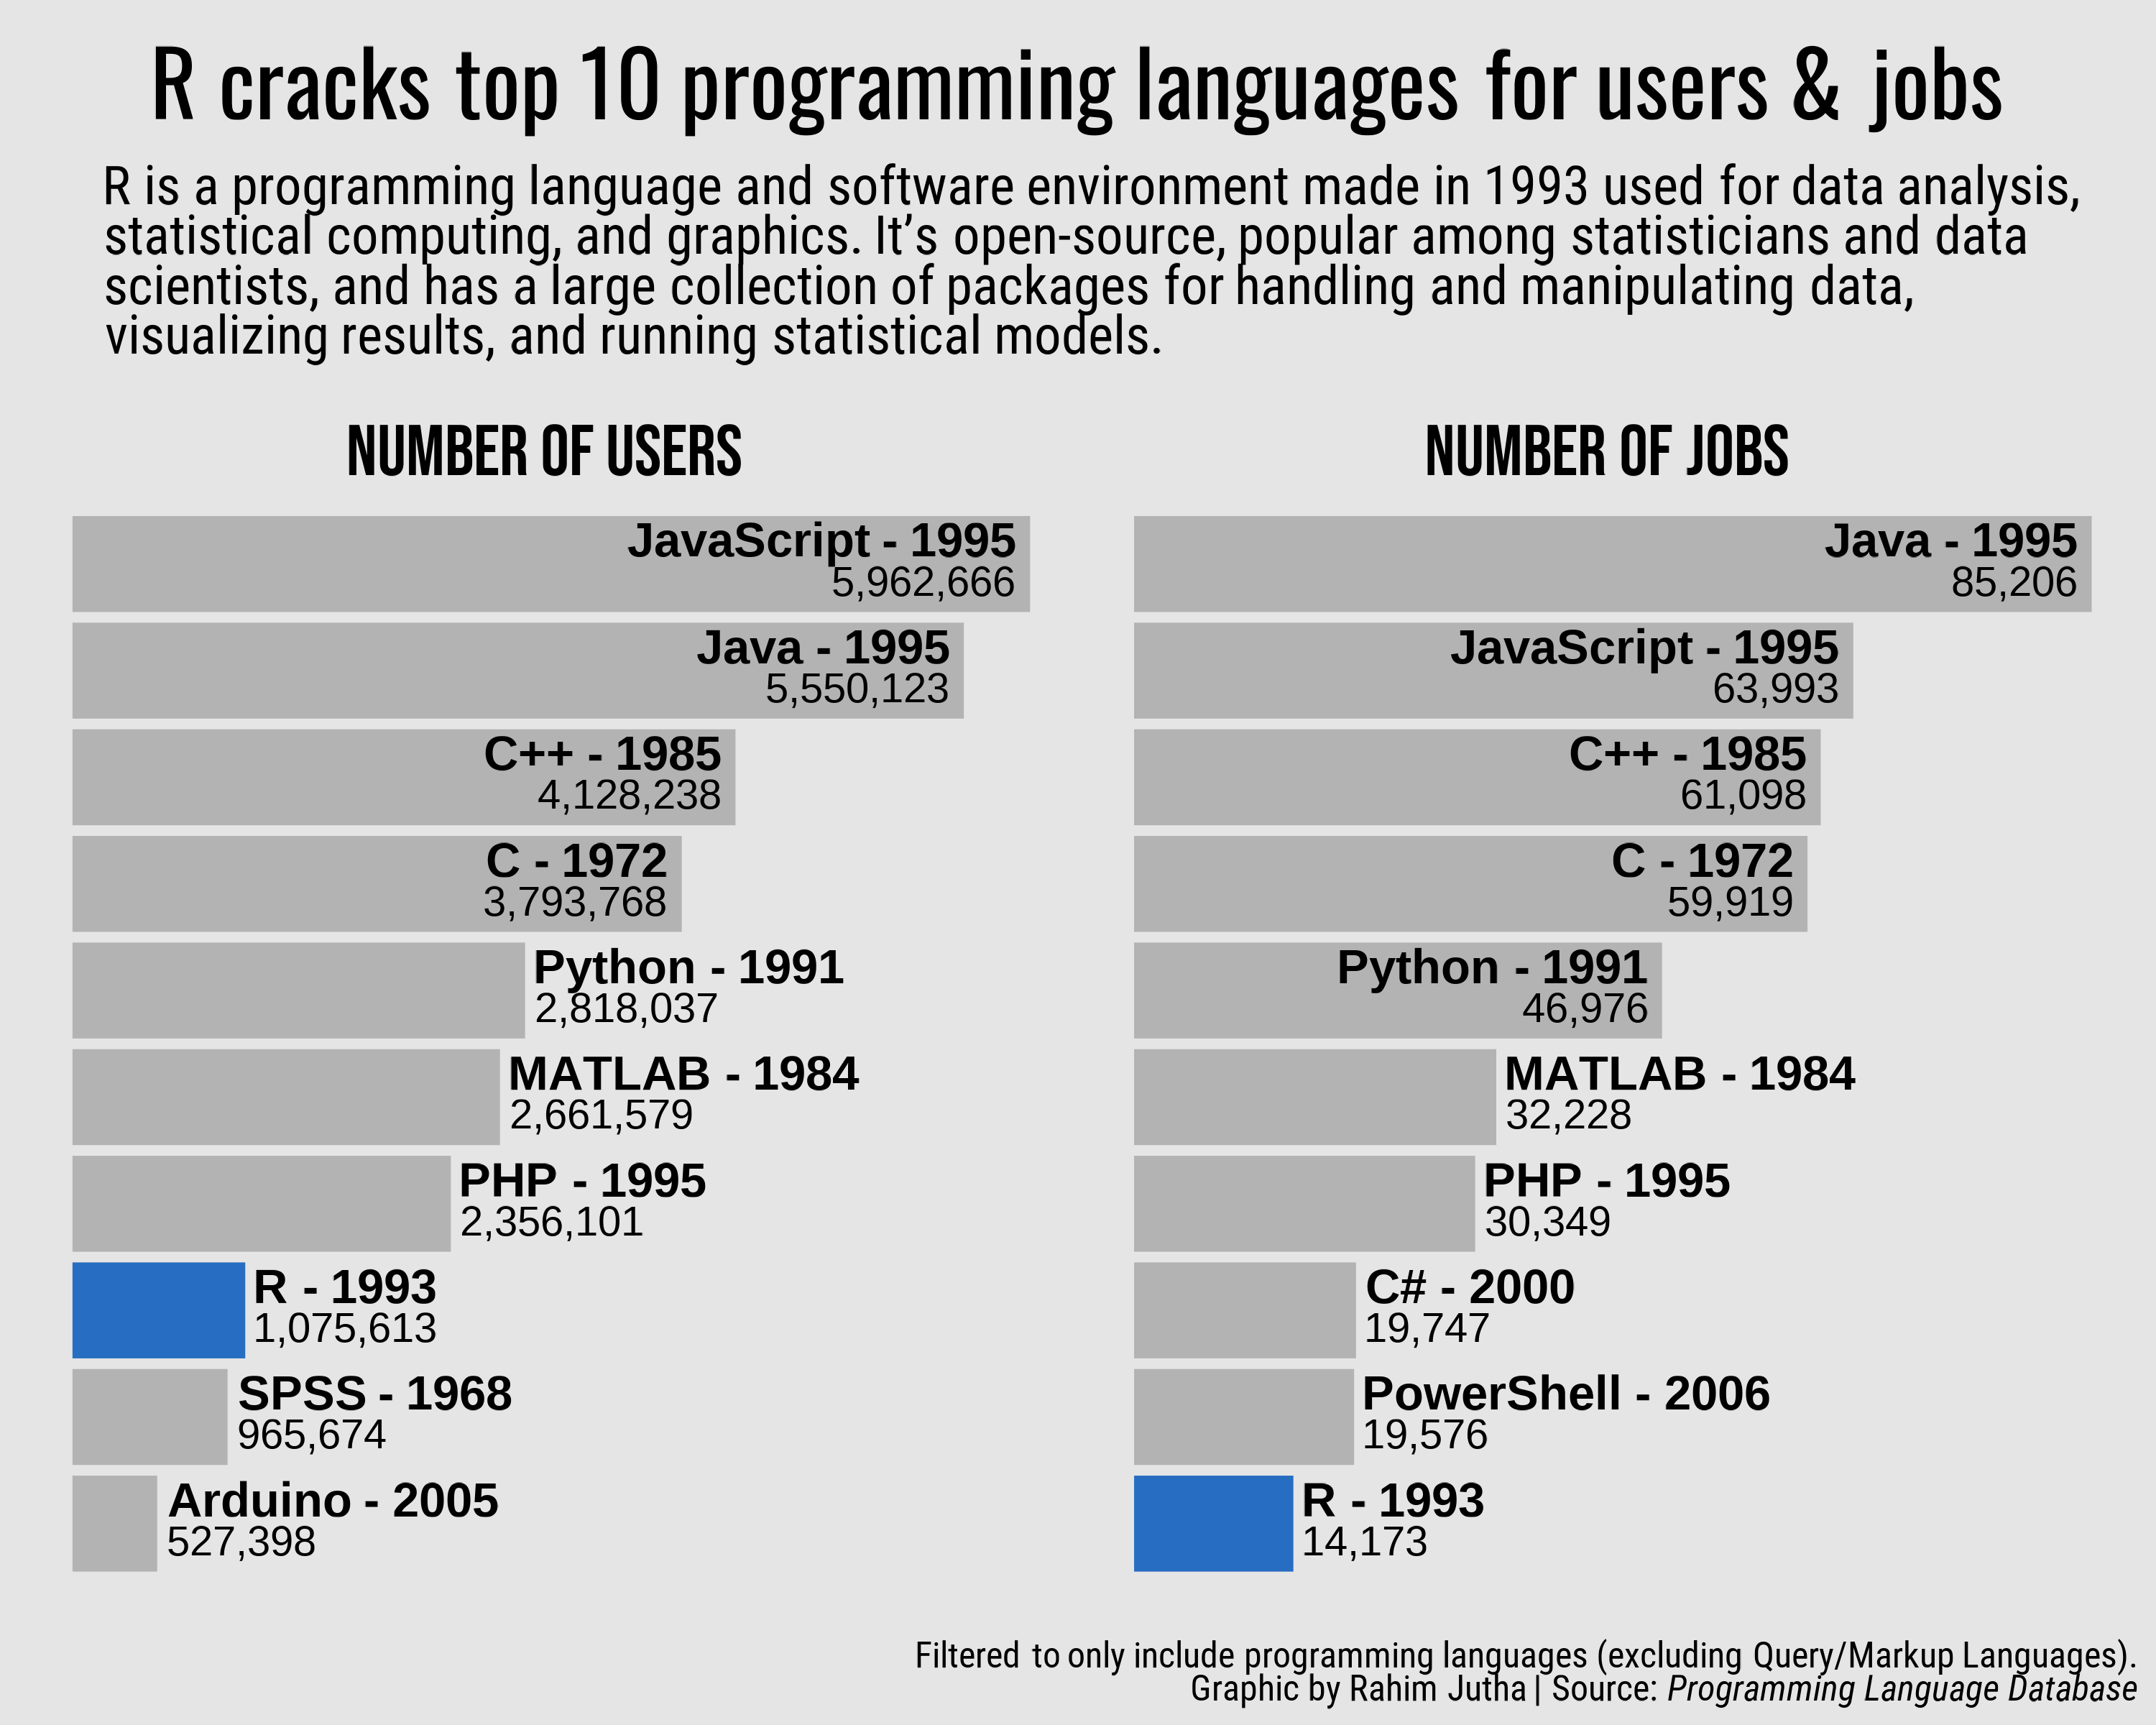 R cracks top 10 programming languages for users & jobs
R is a programming language and software environment made in 1993 used for data analysis,
statistical computing, and graphics. It’s open-source, popular among statisticians and data
scientists, and has a large collection of packages for handling and manipulating data,
visualizing results, and running statistical models.
NUMBER OF USERS
JavaScript - 1995
5,962,666
Java - 1995
5,550,123
C++ - 1985
4,128,238
C - 1972
3,793,768
Python - 1991
2,818,037
MATLAB - 1984
2,661,579
PHP - 1995
2,356,101
R - 1993
1,075,613
SPSS - 1968
965,674
Arduino - 2005
527,398
NUMBER OF JOBS
Java - 1995
85,206
JavaScript - 1995
63,993
C++ - 1985
61,098
C - 1972
59,919
Python - 1991
46,976
MATLAB - 1984
32,228
PHP - 1995
30,349
C# - 2000
19,747
PowerShell - 2006
19,576
R - 1993
14,173
Filtered to only include programming languages (excluding Query/Markup Languages).
Graphic by Rahim Jutha | Source: Programming Language Database